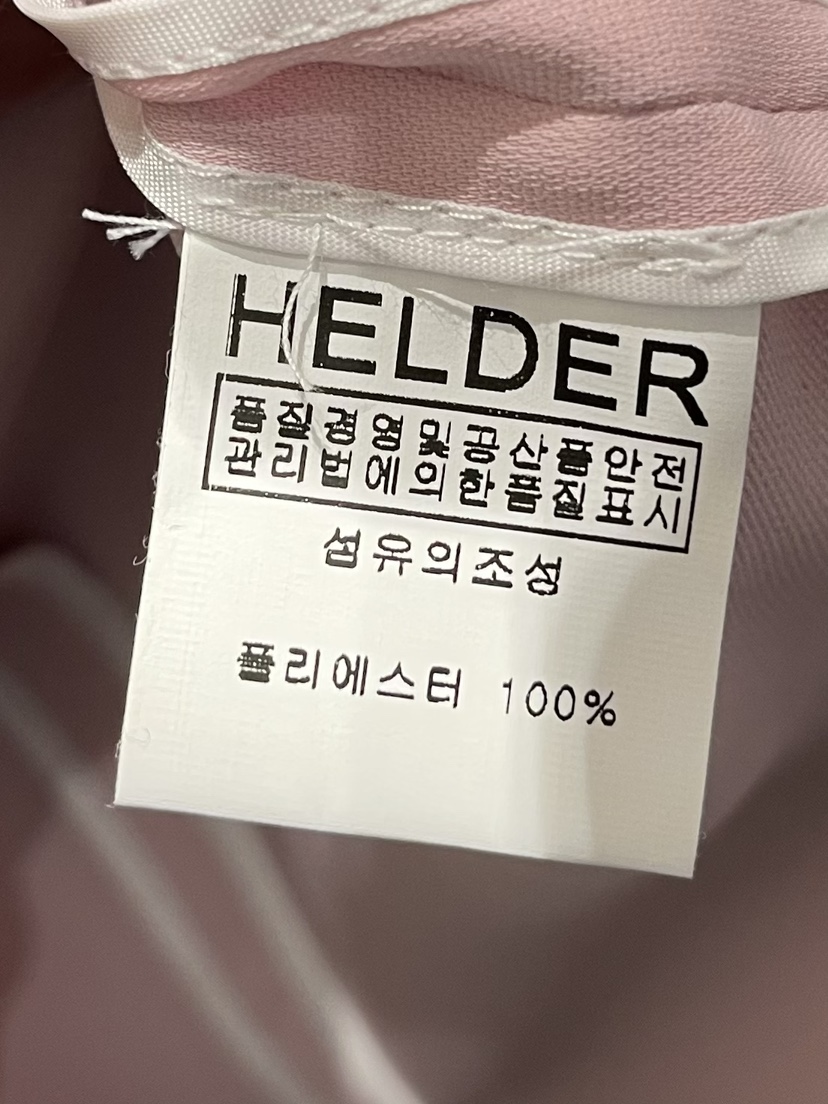 HELDER
품질경영및공산품안전
관리법에의한품질표시
섬유의조성
폴리에스터 100%